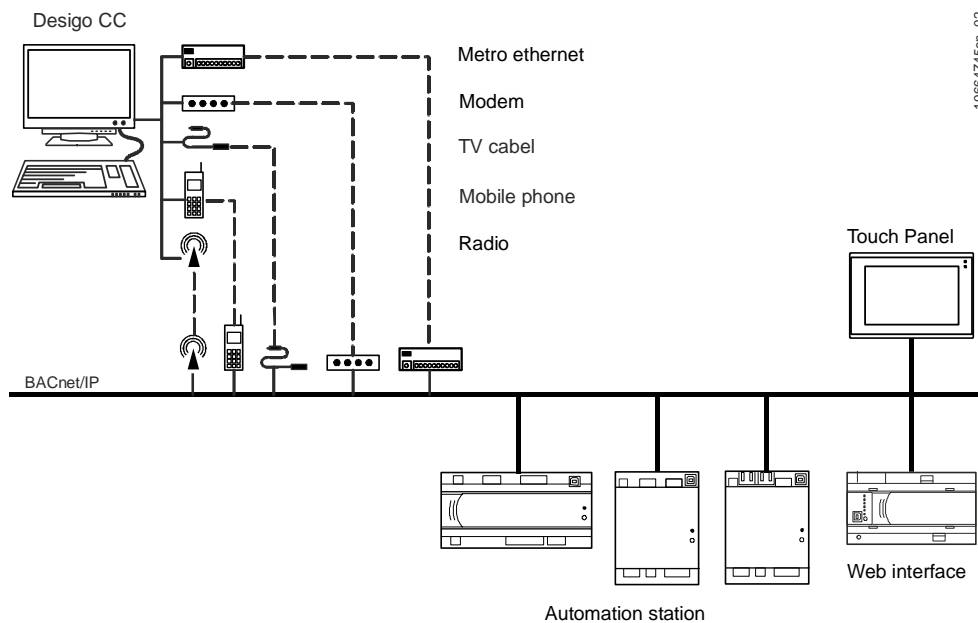 Desigo CC
Metro ethernet
Modem
TV cabel
Mobile phone
Radio
Touch Panel
BACnet/IP
Web interface
Automation station